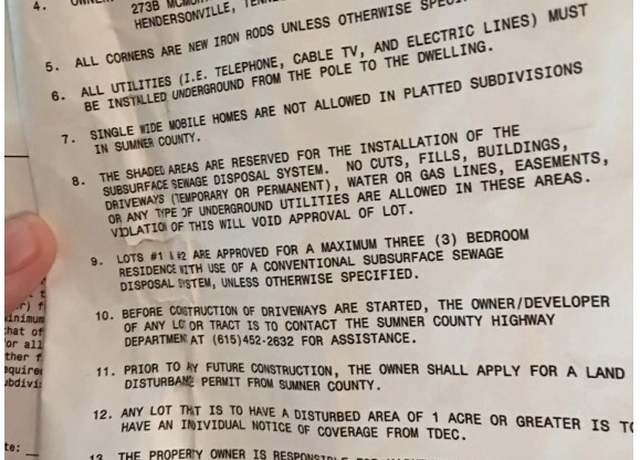 4.
273B
HENDERSONVILLE,
5. ALL CORNERS ARE NEW IRON RODS UNLESS OTHERWISE
6. ALL UTILITIES (I.E. TELEPHONE, CABLE TV, AND ELECTRIC LINES) MUST
BE INSTALLED UNDERGROUND FROM THE POLE TO THE DWELLING.
7. SINGLE WIDE MOBILE HOMES ARE NOT ALLOWED IN PLATTED SUBDIVISIONS
IN SUMNER COUNTY.
8. THE SHADED AREAS ARE RESERVED FOR THE INSTALLATION OF THE
SUBSURFACE SEWAGE DISPOSAL SYSTEM. NO CUTS, FILLS, BUILDINGS,
DRIVEWAYS (TEMPORARY OR PERMANENT), WATER OR GAS LINES, EASEMENTS,
OR ANY TYPE OF UNDERGROUND UTILITIES ARE ALLOWED IN THESE AREAS.
VIOLATION OF THIS WILL VOID APPROVAL OF LOT.
9. LOTS #1 & #2 ARE APPROVED FOR A MAXIMUM THREE (3) BEDROOM
RESIDENCE WITH USE OF A CONVENTIONAL SUBSURFACE SEWAGE
DISPOSAL SYSTEM, UNLESS OTHERWISE SPECIFIED.
10. BEFORE CONSTRUCTION OF DRIVEWAYS ARE STARTED, THE OWNER/DEVELOPER
OF ANY LOT OR TRACT IS TO CONTACT THE SUMNER COUNTY HIGHWAY
DEPARTMENT AT (615)452-2632 FOR ASSISTANCE.
11. PRIOR TO ANY FUTURE CONSTRUCTION, THE OWNER SHALL APPLY FOR A LAND
DISTURBANCE PERMIT FROM SUMNER COUNTY.
12. ANY LOT THAT IS TO HAVE A DISTURBED AREA OF 1 ACRE OR GREATER IS TO
HAVE AN INDIVIDUAL NOTICE OF COVERAGE FROM TDEC.
13. THE PROPERTY OWNER IS